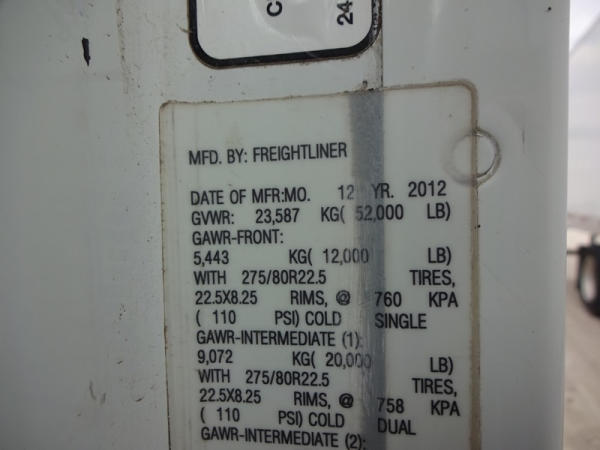 C
24
MFD. BY: FREIGHTLINER
DATE OF MFR:MO. 12 YR. 2012
GVWR: 23,587 KG( 52,000 LB)
GAWR-FRONT:
5,443 KG( 12,000 LB)
WITH 275/80R22.5 TIRES,
22.5X8.25 RIMS, @ 760 KPA
( 110 PSI) COLD SINGLE
GAWR-INTERMEDIATE (1):
9,072 KG( 20,000 LB)
WITH 275/80R22.5 TIRES,
22.5X8.25 RIMS, @ 758 KPA
( 110 PSI) COLD DUAL
GAWR-INTERMEDIATE (2):